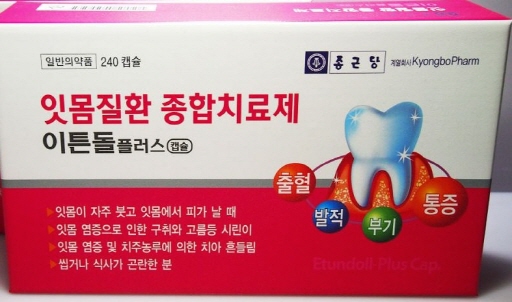 일반의약품 240 캡슐
종근당 계열회사 KyongboPharm
잇몸질환 종합치료제
이튼돌플러스 캡슐
출혈
발적
부기
통증
▶잇몸이 자주 붓고 잇몸에서 피가 날 때
▶잇몸 염증으로 인한 구취와 고름등 시린이
▶잇몸 염증 및 치주농루에 의한 치아 흔들림
▶씹거나 식사가 곤란한 분
Etundoll Plus Cap.